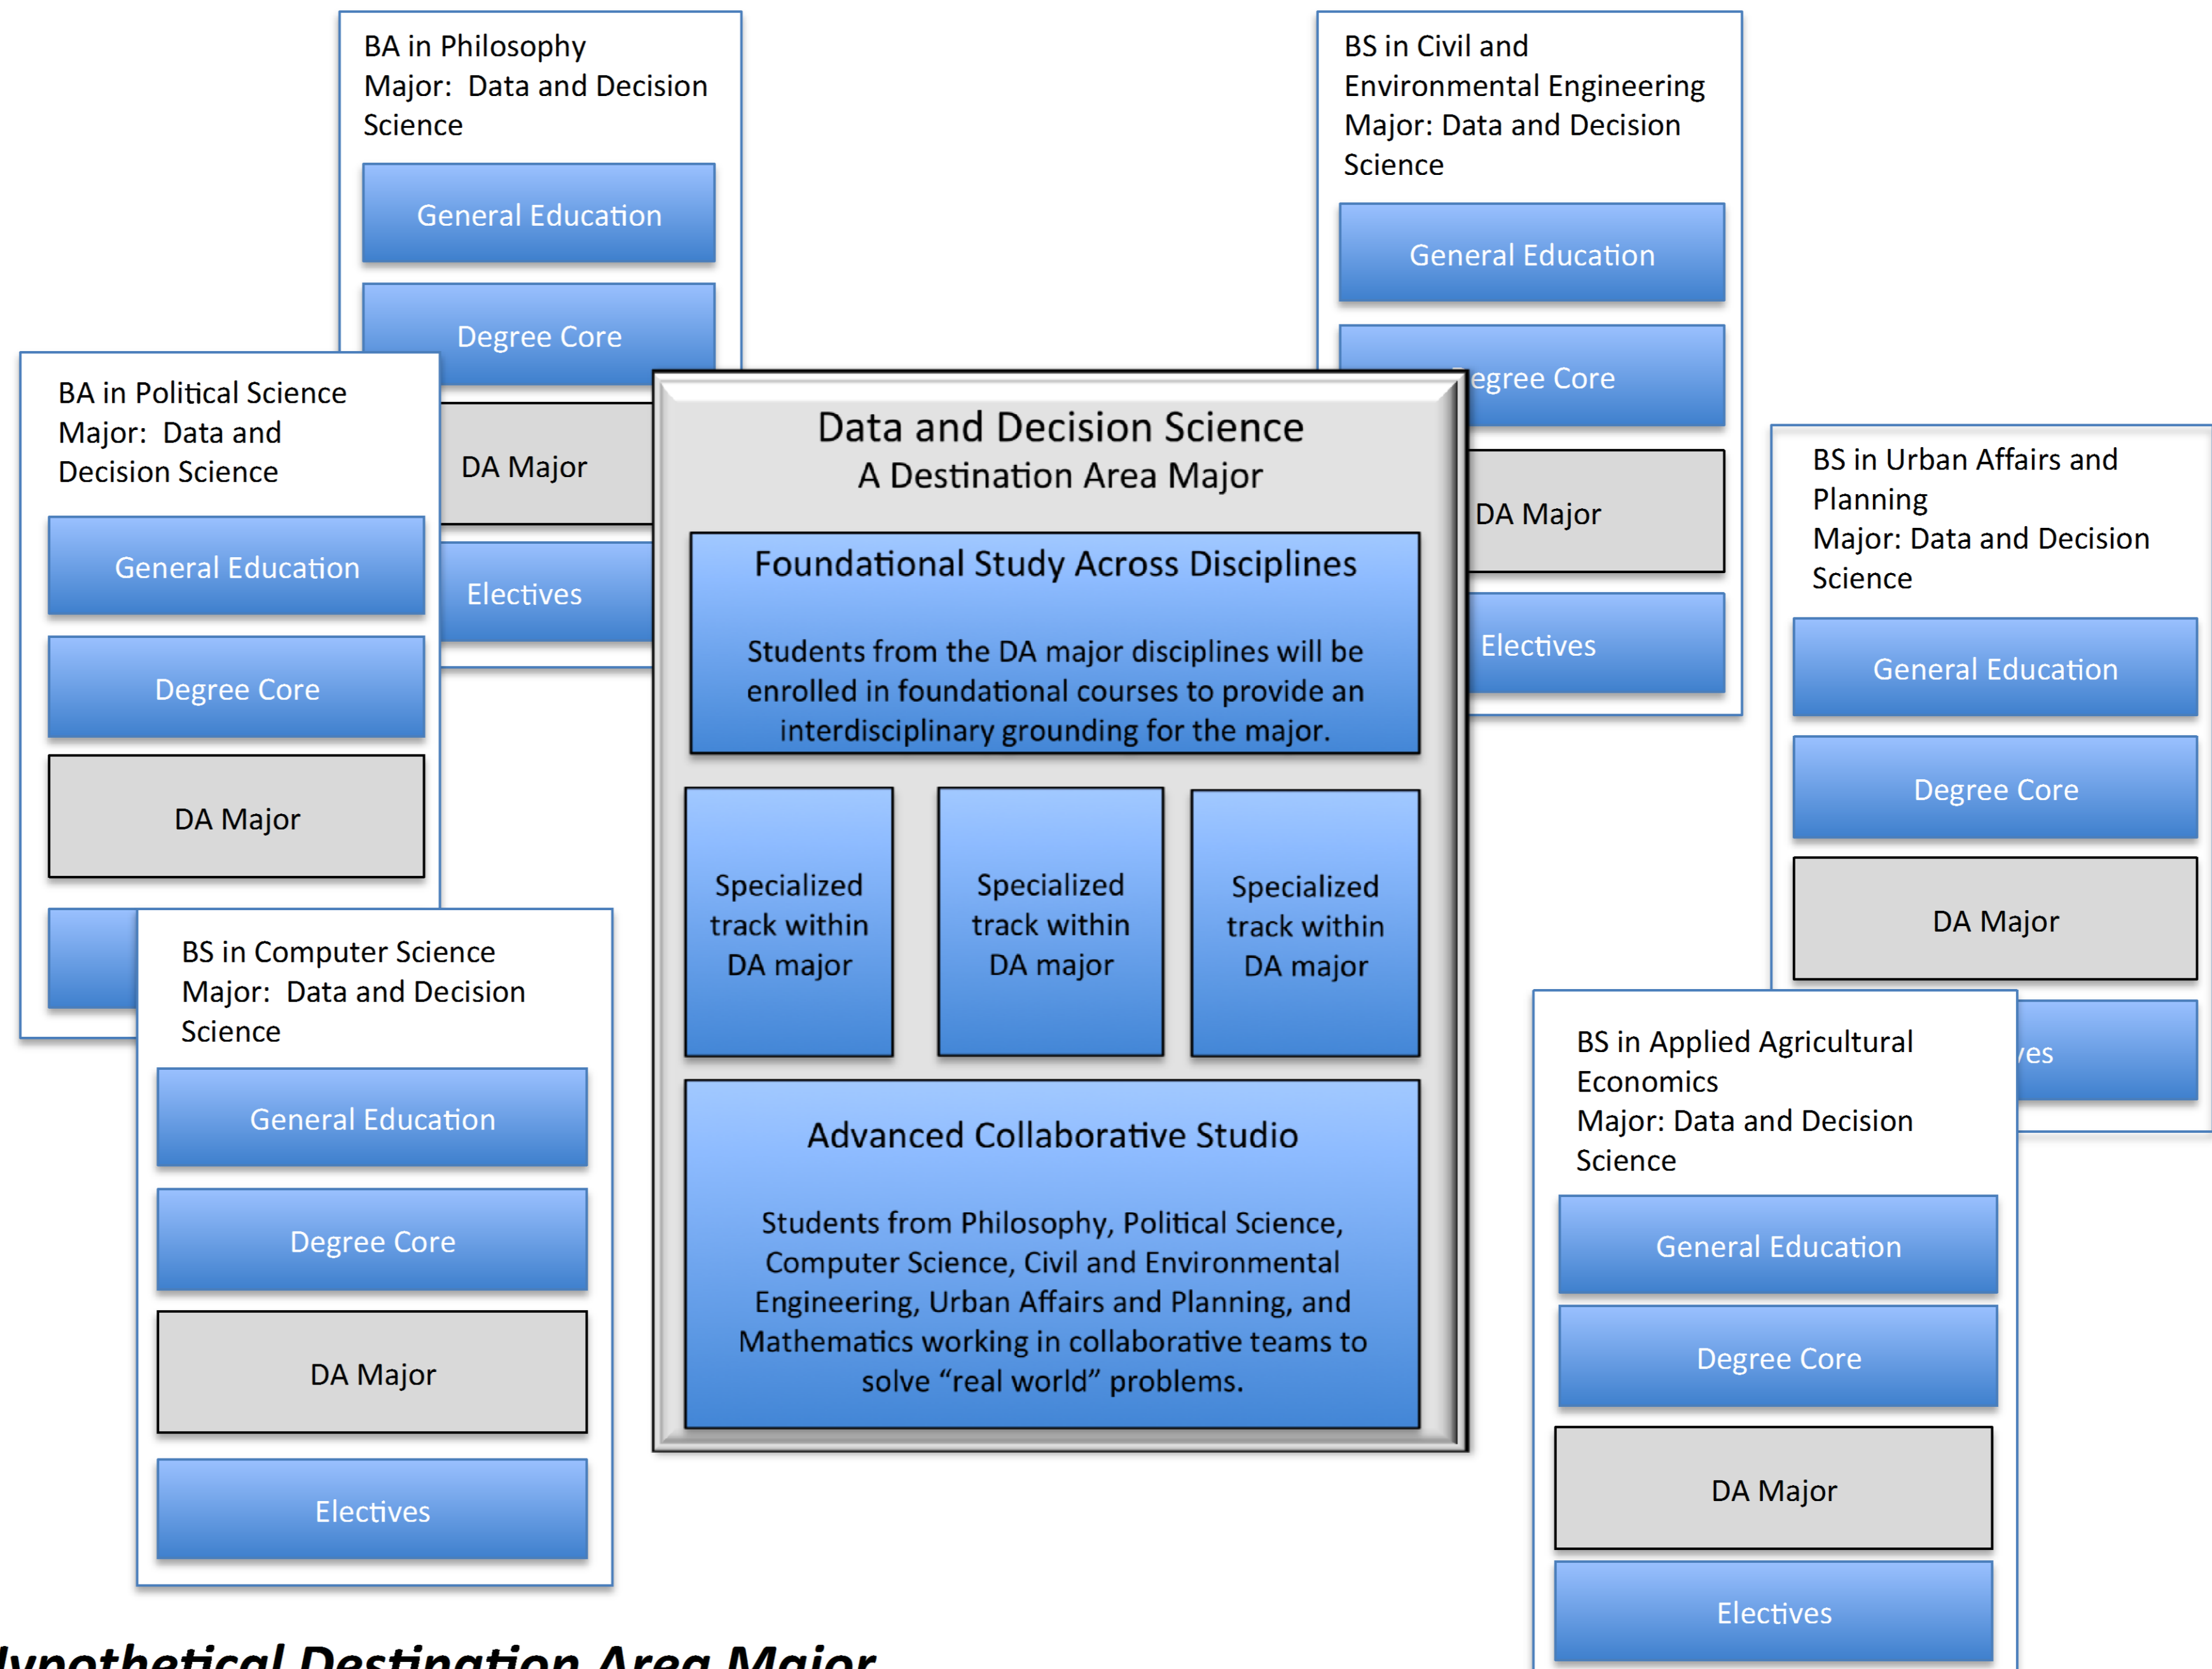 BA in Philosophy
Major:  Data and Decision
Science
General Education
Degree Core
DA Major
Electives
BA in Political Science
Major:  Data and
Decision Science
General Education
Degree Core
DA Major
BS in Computer Science
Major:  Data and Decision
Science
General Education
Degree Core
DA Major
Electives
Data and Decision Science
A Destination Area Major
Foundational Study Across Disciplines
Students from the DA major disciplines will be
enrolled in foundational courses to provide an
interdisciplinary grounding for the major.
Specialized
track within
DA major
Specialized
track within
DA major
Specialized
track within
DA major
Advanced Collaborative Studio
Students from Philosophy, Political Science,
Computer Science, Civil and Environmental
Engineering, Urban Affairs and Planning, and
Mathematics working in collaborative teams to
solve “real world” problems.
BS in Civil and
Environmental Engineering
Major: Data and Decision
Science
General Education
egree Core
DA Major
Electives
BS in Urban Affairs and
Planning
Major: Data and Decision
Science
General Education
Degree Core
DA Major
ves
BS in Applied Agricultural
Economics
Major: Data and Decision
Science
General Education
Degree Core
DA Major
Electives
Hypothetical Destination Area Major